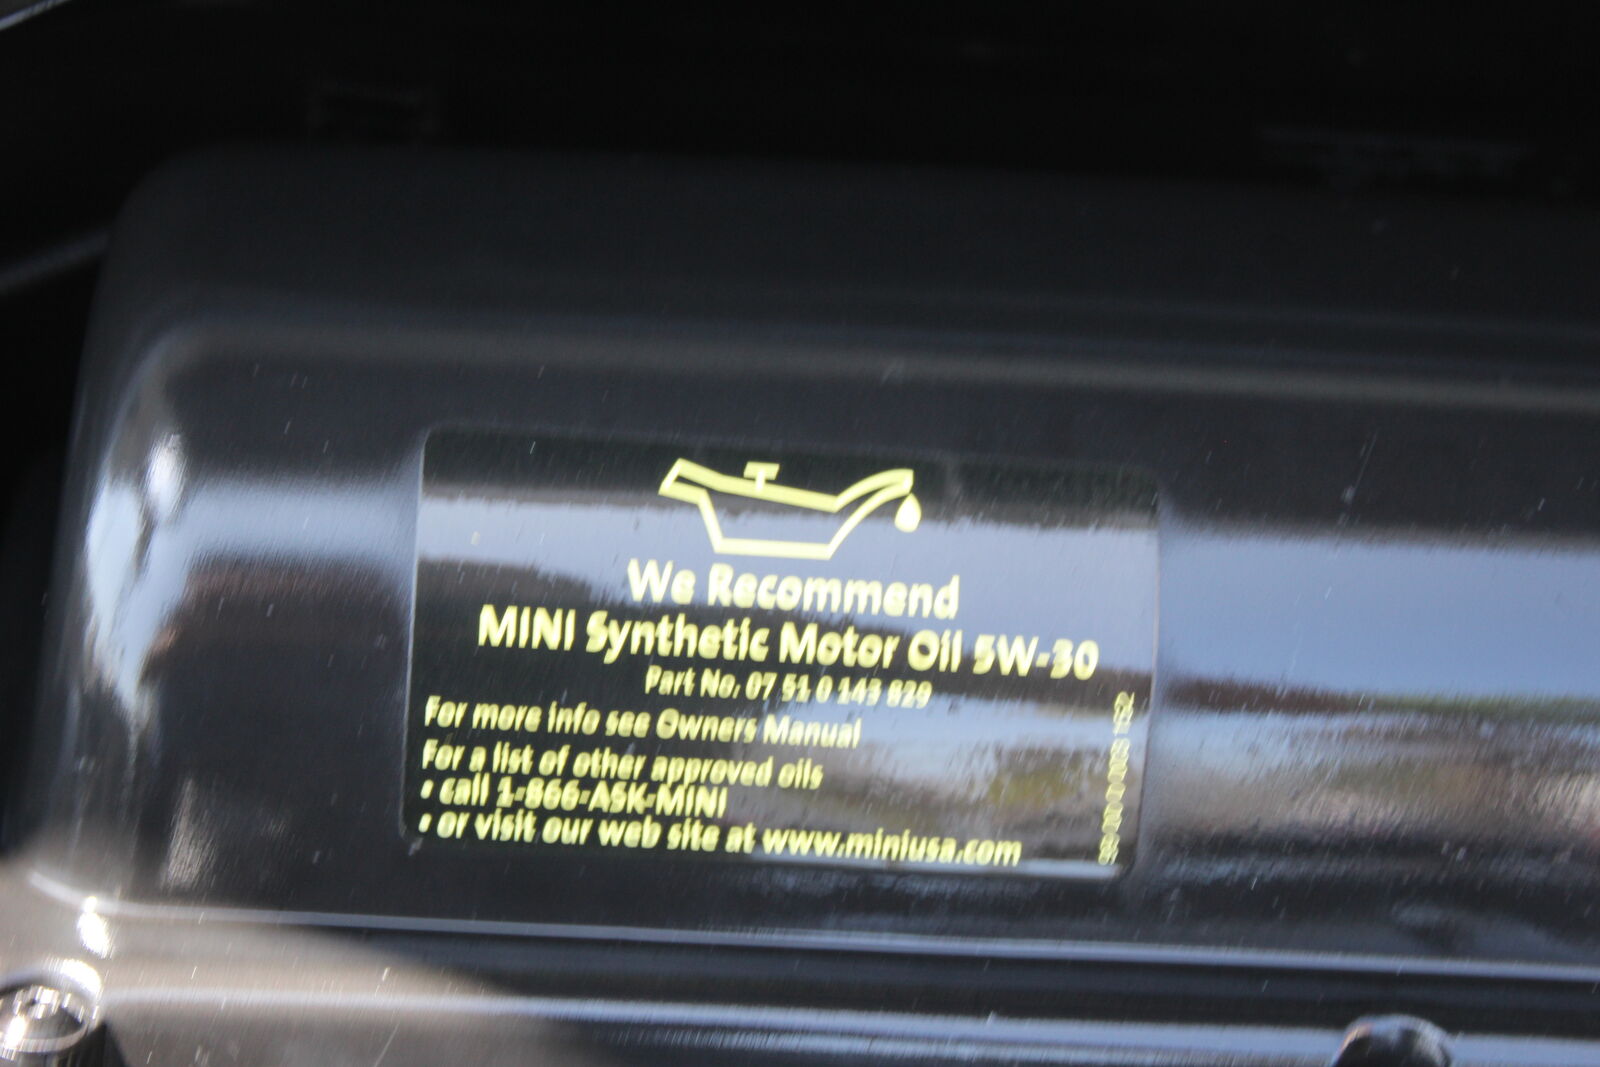 We Recommend
MINI Synthetic Motor Oil 5W-30
Part No. 07 51 0 143 829
For more info see Owners Manual
For a list of other approved oils
• call 1-866-ASK-MINI
• or visit our web site at www.miniusa.com